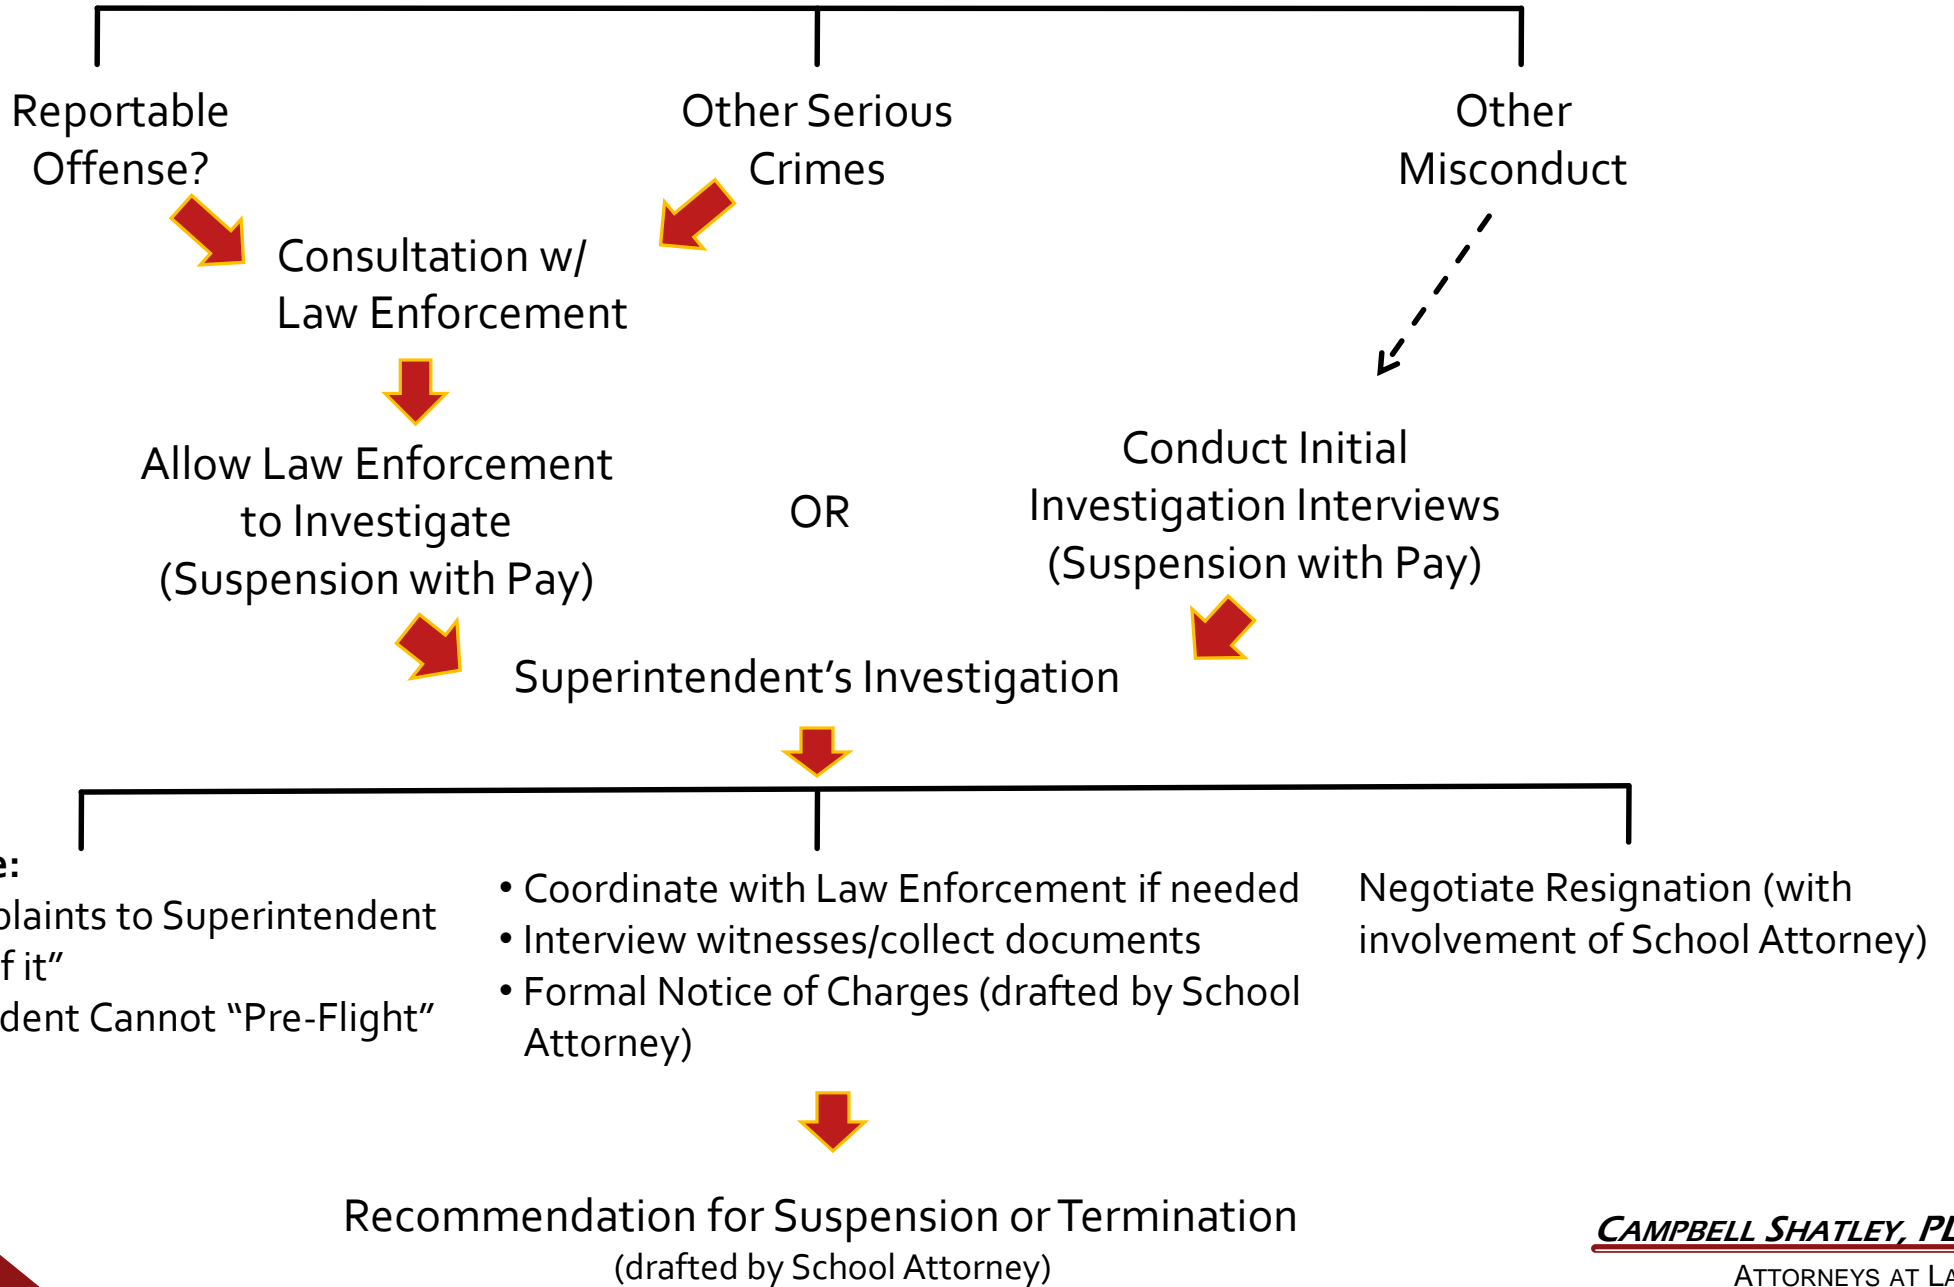 Reportable
Offense?
Other Serious
Crimes
Other
Misconduct
Consultation w/
Law Enforcement
Allow Law Enforcement
to Investigate
(Suspension with Pay)
OR
Conduct Initial
Investigation Interviews
(Suspension with Pay)
Superintendent’s Investigation
e:
plaints to Superintendent
f it”
dent Cannot “Pre-Flight”
• Coordinate with Law Enforcement if needed
• Interview witnesses/collect documents
• Formal Notice of Charges (drafted by School
Attorney)
Negotiate Resignation (with
involvement of School Attorney)
Recommendation for Suspension or Termination
(drafted by School Attorney)
CAMPBELL SHATLEY, PL
ATTORNEYS AT LA